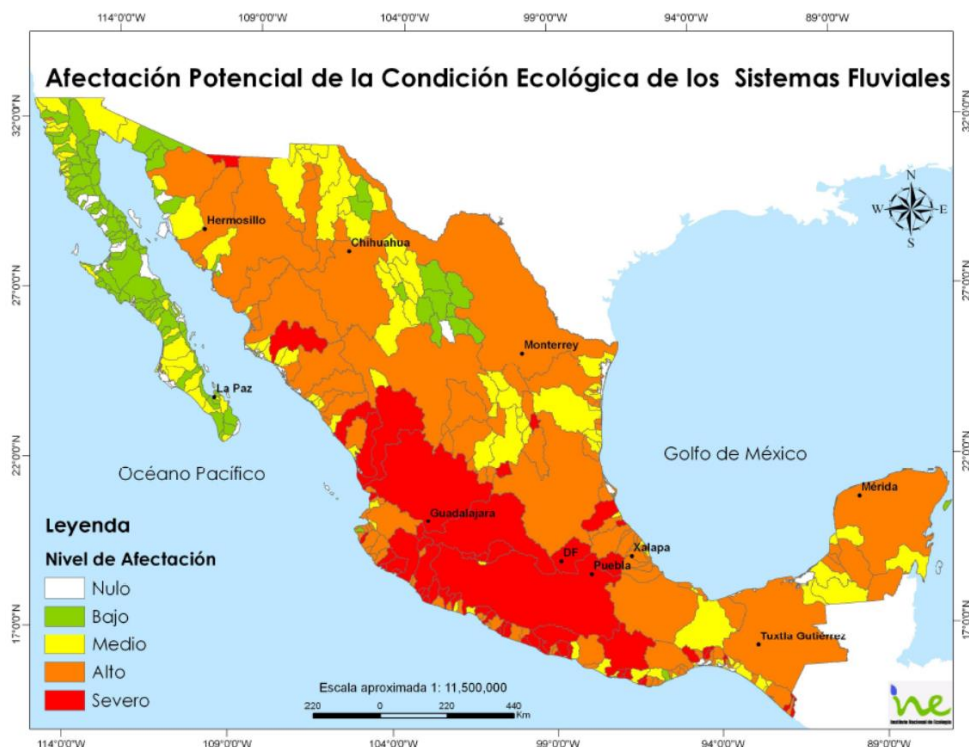 114°0'0"W 109°0'0"W 104°0'0"W 99°0'0"W 94°0'0"W 89°0'0"W
Afectación Potencial de la Condición Ecológica de los Sistemas Fluviales
32°0'0"N 32°0'0"N
N
W E
S
Hermosillo
Chihuahua
27°0'0"N 27°0'0"N
Monterrey
La Paz
22°0'0"N 22°0'0"N
Océano Pacífico
Golfo de México
Mérida
Leyenda
Guadalajara
Nivel de Afectación
DF
Xalapa
Puebla
Nulo
Bajo
17°0'0"N 17°0'0"N
Medio
Tuxtla Gutiérrez
Alto
Severo
Escala aproximada 1: 11,500,000
220 0 220 440
Km
ine
Instituto Nacional de Ecología
114°0'0"W 109°0'0"W 104°0'0"W 99°0'0"W 94°0'0"W 89°0'0"W